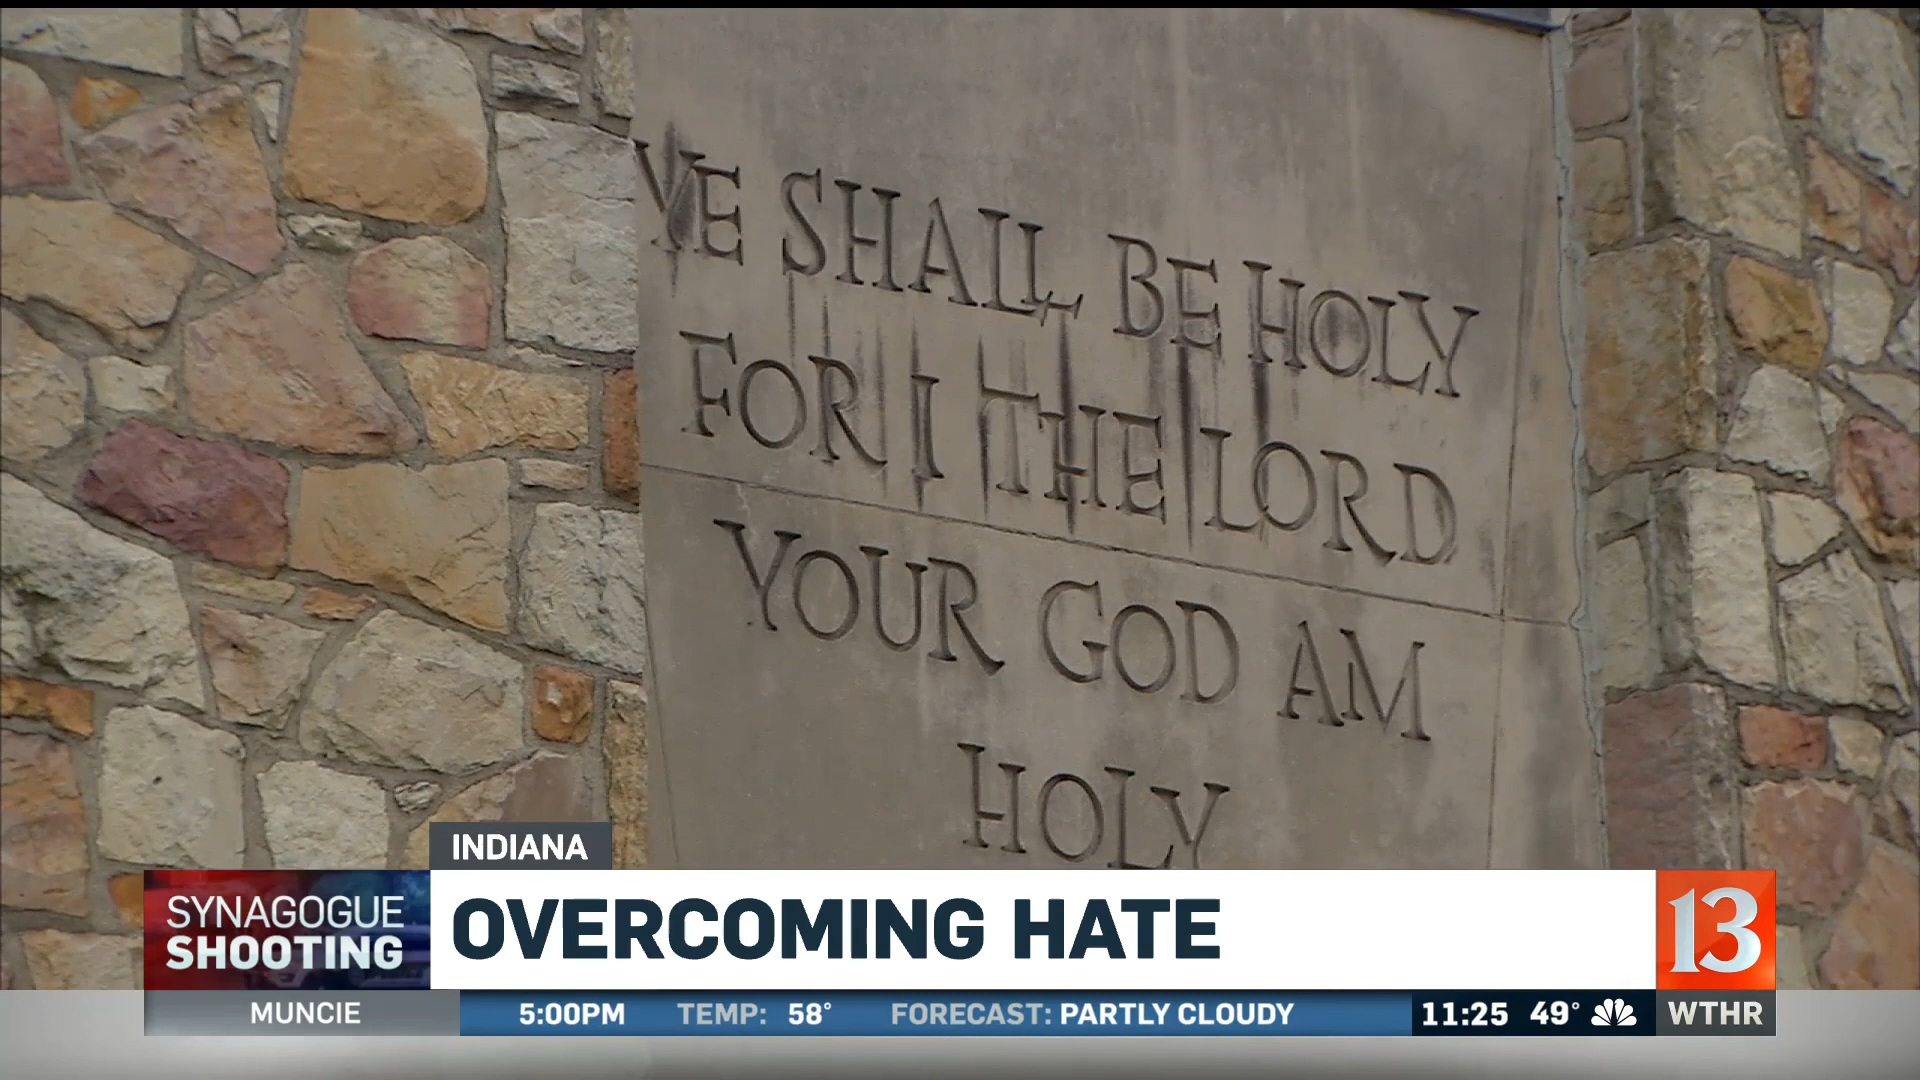 YE SHALL BE HOLY
FOR I THE LORD
YOUR GOD AM
HOLY
INDIANA
SYNAGOGUE
SHOOTING
OVERCOMING HATE
13
MUNCIE
5:00PM TEMP: 58° FORECAST: PARTLY CLOUDY
11:25 49°
WTHR